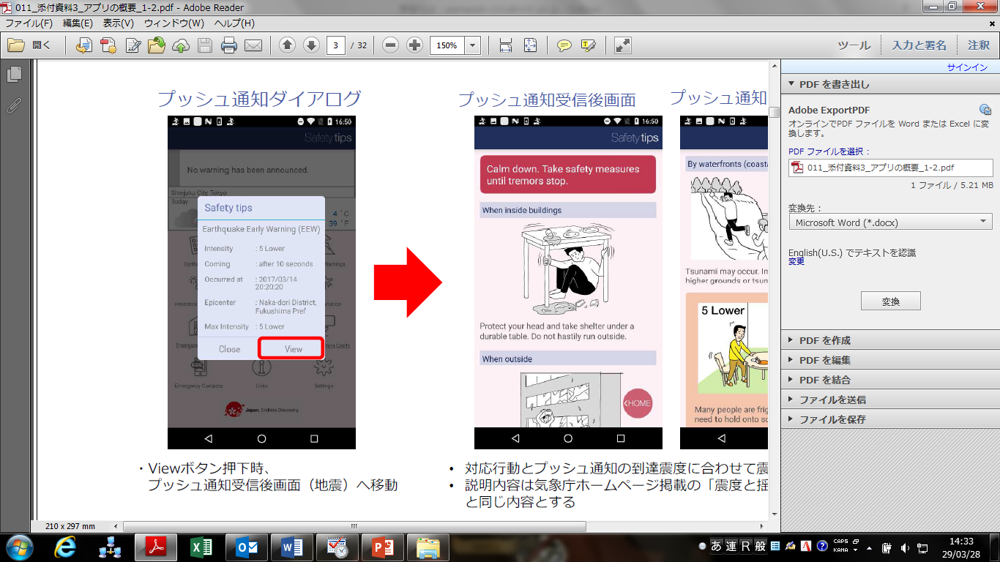 011_添付資料3_アプリの概要_1-2.pdf - Adobe Reader
ファイル(F) 編集(E) 表示(V) ウィンドウ(W) ヘルプ(H)
開く
3 / 32
150%
ツール 入力と署名 注釈
サインイン
プッシュ通知ダイアログ
16:50
Safety tips
No warning has been announced.
Shinjuku City, Tokyo
Today
4 °C
39 °F
Safety tips
Earthquake Early Warning (EEW)
Intensity : 5 Lower
Coming : after 10 seconds
Occurred at : 2017/03/14
20:20:20
Epicenter : Naka-dori District,
Fukushima Pref
Max Intensity : 5 Lower
Close View
Emergency Contacts Links Settings
Japan. Endless Discovery
・Viewボタン押下時、
プッシュ通知受信後画面（地震）へ移動
プッシュ通知受信後画面
16:50
Safety tips
Calm down. Take safety measures
until tremors stop.
When inside buildings
Protect your head and take shelter under a
durable table. Do not hastily run outside.
When outside
<HOME
プッシュ通知
By waterfronts (coasta
Tsunami may occur. Im
higher grounds or tsun
5 Lower
Many people are frig
need to hold onto so
• 対応行動とプッシュ通知の到達震度に合わせて震
• 説明内容は気象庁ホームページ掲載の「震度と揺
と同じ内容とする
210 x 297 mm
PDF を書き出し
Adobe ExportPDF
オンラインでPDF ファイルを Word または Excel に変
換します。
PDF ファイルを選択：
011_添付資料3_アプリの概要_1-2.pdf
1 ファイル / 5.21 MB
変換先：
Microsoft Word (*.docx)
English(U.S.) でテキストを認識
変更
変換
PDF を作成
PDF を編集
PDF を結合
ファイルを送信
ファイルを保存
あ 連 R 般
CAPS
KANA
14:33
29/03/28